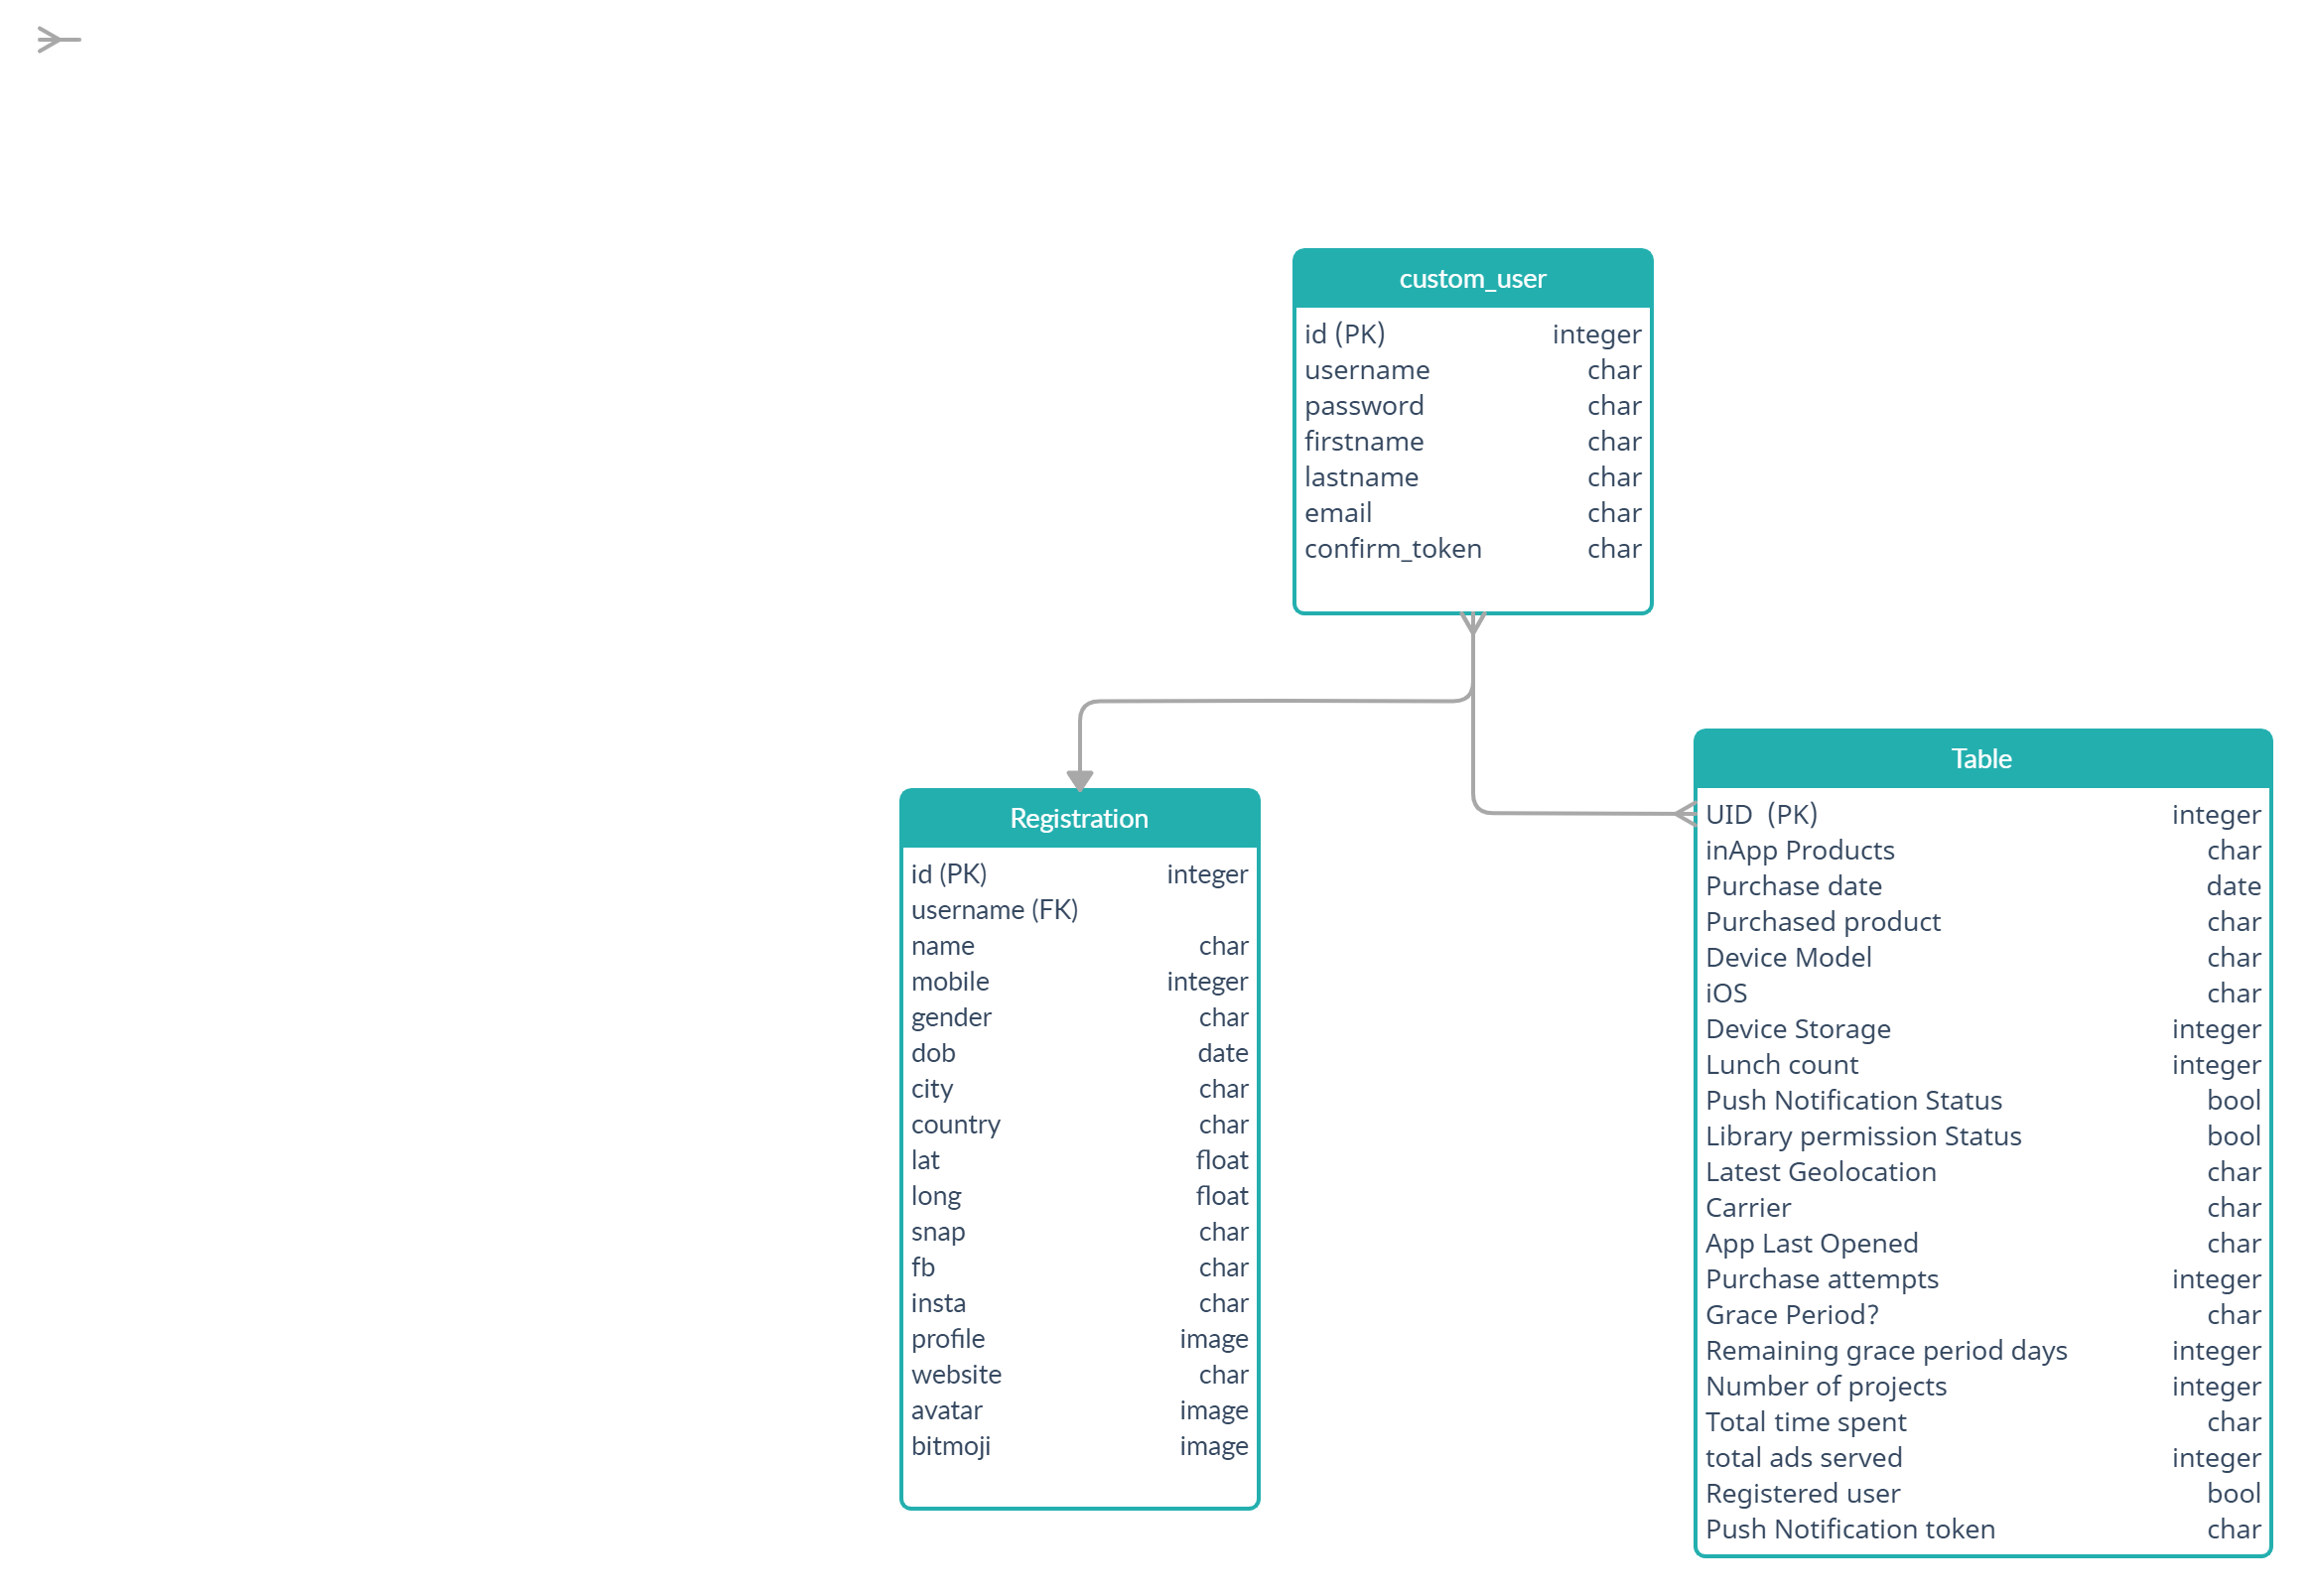 custom_user
id (PK) integer
username char
password char
firstname char
lastname char
email char
confirm_token char
Registration
id (PK) integer
username (FK)
name char
mobile integer
gender char
dob date
city char
country char
lat float
long float
snap char
fb char
insta char
profile image
website char
avatar image
bitmoji image
Table
UID (PK) integer
inApp Products char
Purchase date date
Purchased product char
Device Model char
iOS char
Device Storage integer
Lunch count integer
Push Notification Status bool
Library permission Status bool
Latest Geolocation char
Carrier char
App Last Opened char
Purchase attempts integer
Grace Period? char
Remaining grace period days integer
Number of projects integer
Total time spent char
total ads served integer
Registered user bool
Push Notification token char